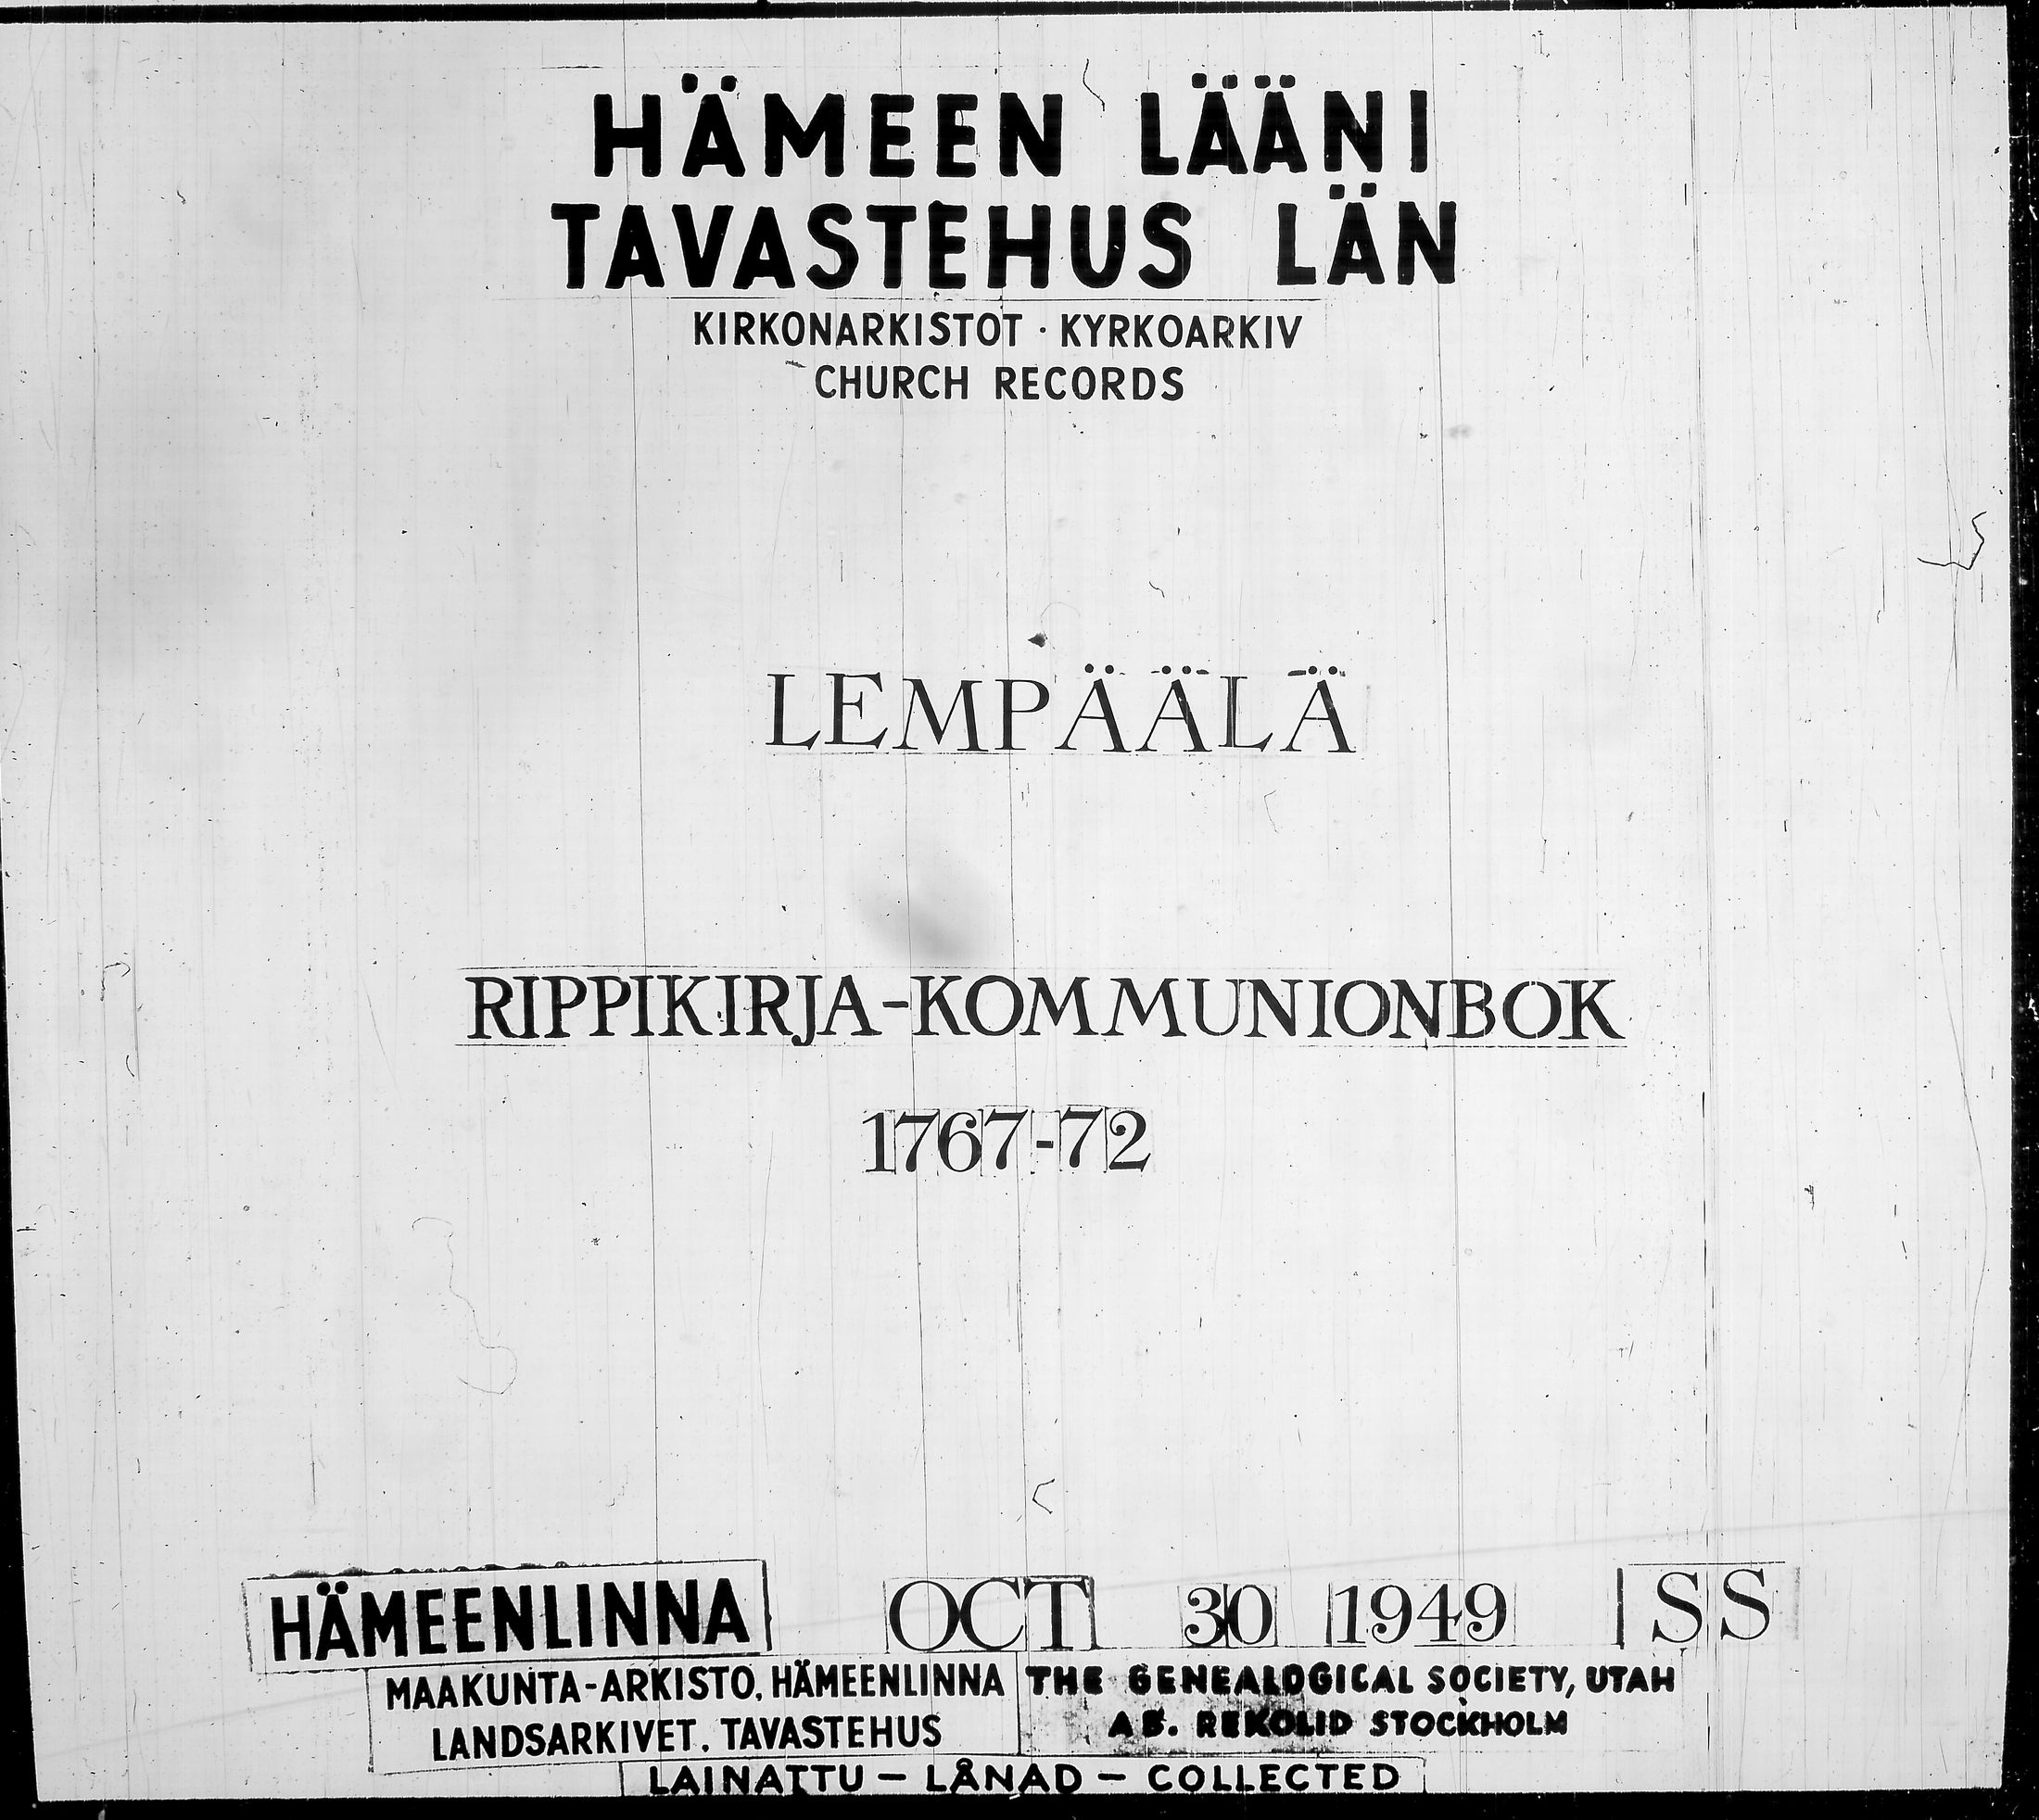 HÄMEEN LÄÄNI
TAVASTEHUS LÄN
KIRKONARKISTOT · KYRKOARKIV
CHURCH RECORDS
LEMPÄÄLÄ
RIPPIKIRJA-KOMMUNIONBOK
1767-72
HÄMEENLINNA OCT 30 1949 SS
MAAKUNTA-ARKISTO, HÄMEENLINNA
LANDSARKIVET. TAVASTEHUS
THE GENEALOGICAL SOCIETY, UTAH
AB. REKOLID STOCKHOLM
LAINATTU – LÅNAD – COLLECTED